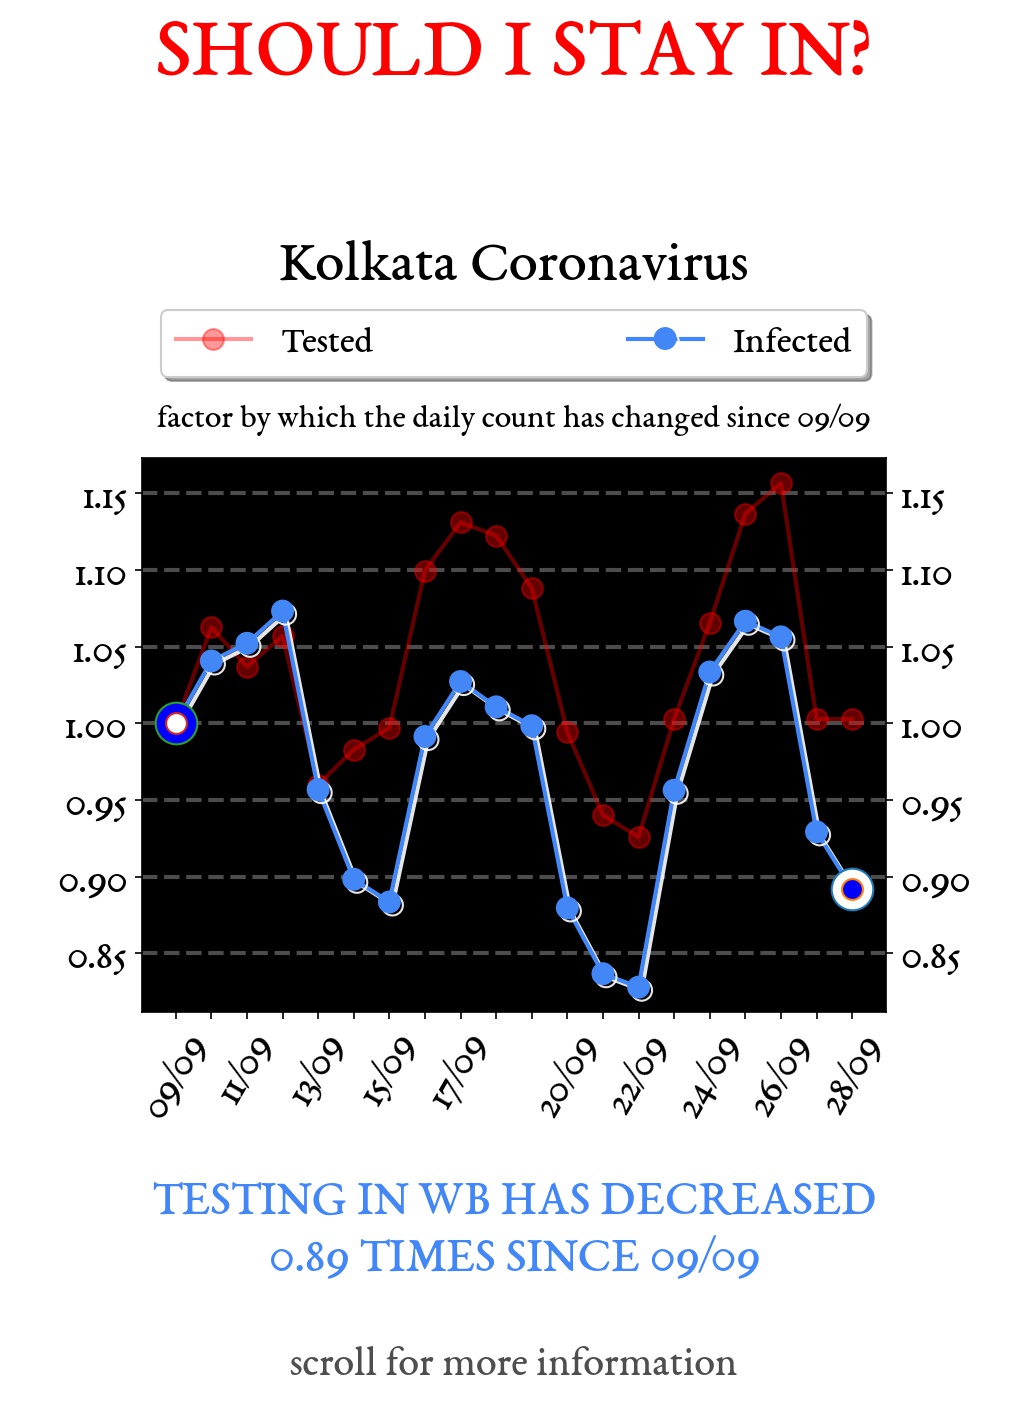 SHOULD I STAY IN?
Kolkata Coronavirus
Tested Infected
factor by which the daily count has changed since 09/09
1.15 1.15
1.10 1.10
1.05 1.05
1.00 1.00
0.95 0.95
0.90 0.90
0.85 0.85
09/09 11/09 13/09 15/09 17/09 20/09 22/09 24/09 26/09 28/09
TESTING IN WB HAS DECREASED
0.89 TIMES SINCE 09/09
scroll for more information